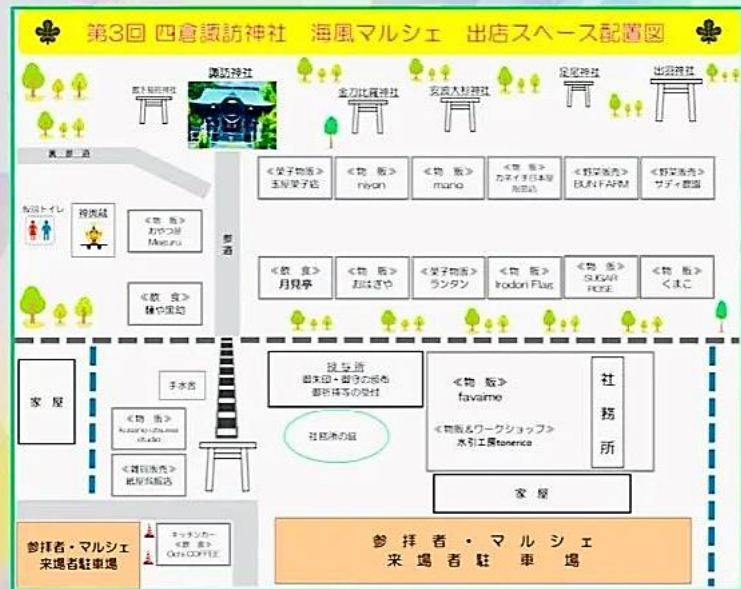 第3回 四倉諏訪神社 海風マルシェ 出店スペース配置図
諏訪神社
金刀比羅神社
安波大杉神社
足尾神社
出羽神社
裏参道
仮設トイレ
神輿蔵
≪物 販≫
おやつ屋
Meguru
≪飲 食≫
麺や黒助
参道
≪菓子物販≫
玉屋菓子店
≪物 販≫
niyon
≪物 販≫
mano
≪物 販≫
≪野菜販売≫
BUN FARM
≪野菜販売≫
サディ農園
≪飲 食≫
月見亭
≪物 販≫
おはぎや
≪菓子物販≫
ランタン
≪物 販≫
Irodori Flag
≪物 販≫
SUGAR
ROSE
≪物 販≫
くまこ
家 屋
手水舎
≪物 販≫
studio
≪雑貨販売≫
紙屋呉服店
授与所
御朱印・御守の頒布
御祈祷等の受付
社務所の庭
≪物 販≫
favaime
≪物販&ワークショップ≫
水引工房tonerico
社務所
家 屋
参拝者・マルシェ
来場者駐車場
キッチンカー
≪飲 食≫
Ochi COFFEE
参 拝 者 ・ マ ル シ ェ
来 場 者 駐 車 場